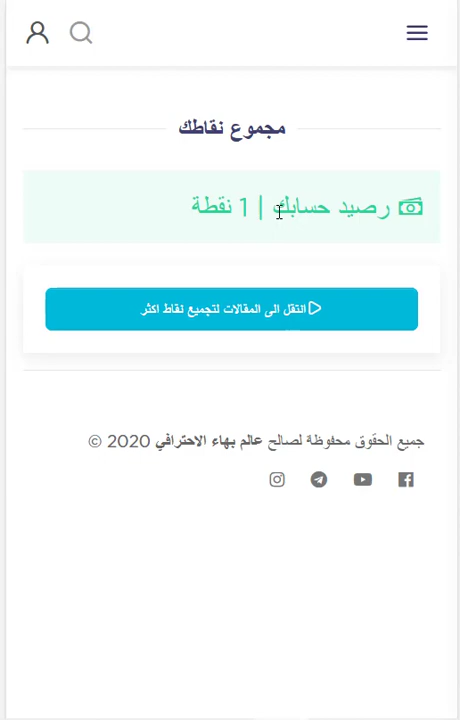 مجموع نقاطك
رصيد حسابك | 1 نقطة
انتقل الى المقالات لتجميع نقاط اكثر
جميع الحقوق محفوظة لصالح عالم بهاء الاحترافي 2020 ©